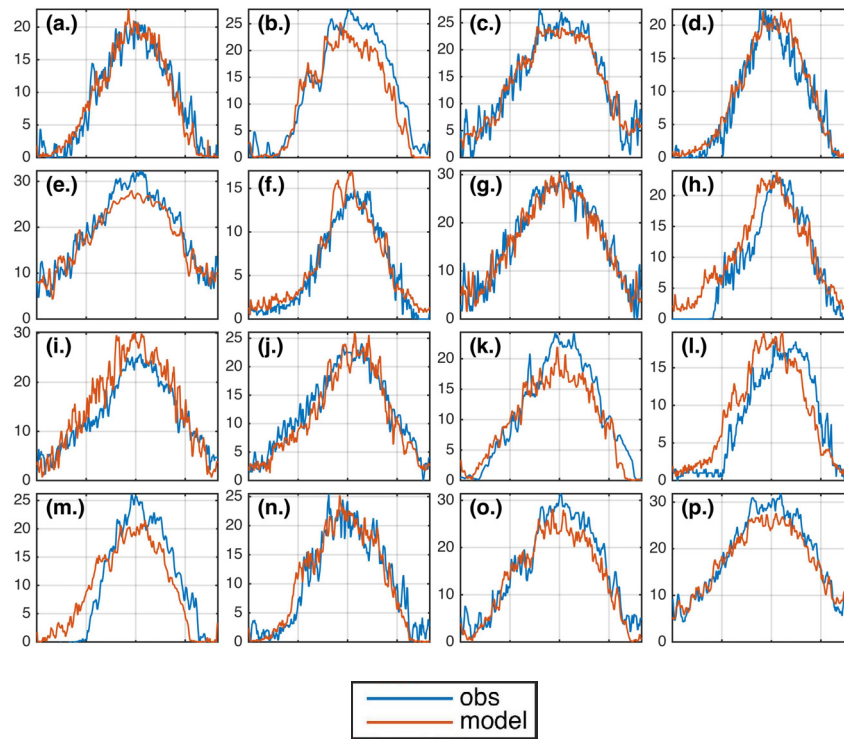 (a.) (b.) (c.) (d.)
20 25 25 20
15 20 20 15
10 15 15 10
5 10 10 5
0 5 5 0
0 0
(e.) (f.) (g.) (h.)
30 15 30 20
20 10 20 15
10 5 10 10
0 0 0 5
0
(i.) (j.) (k.) (l.)
30 25 20 15
20 20 15 10
10 15 10 5
0 10 5 0
5 0
0
(m.) (n.) (o.) (p.)
25 25 30 30
20 20 20 20
15 15 10 10
10 10 0 0
5 5
0 0
obs
model